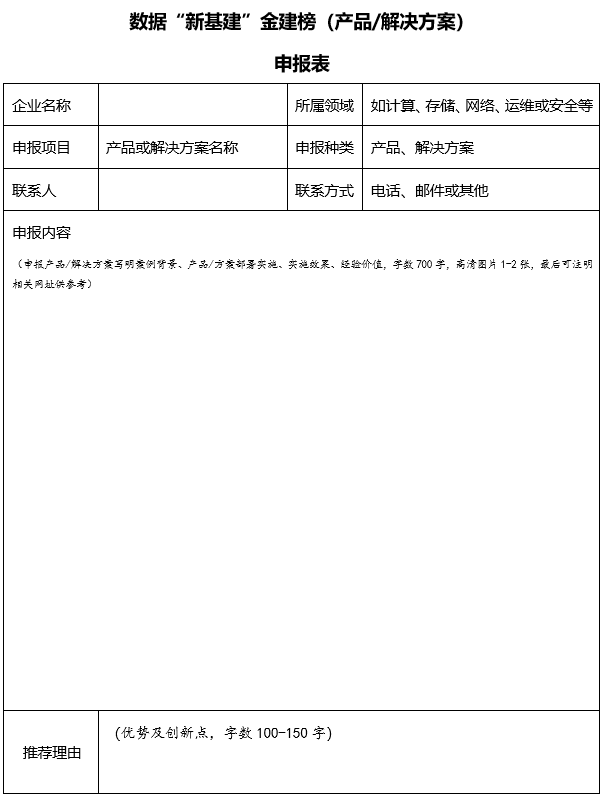 数据“新基建”金建榜（产品/解决方案）
申报表
企业名称 所属领域 如计算、存储、网络、运维或安全等
申报项目 产品或解决方案名称 申报种类 产品、解决方案
联系人 联系方式 电话、邮件或其他
申报内容
（申报产品/解决方案写明案例背景、产品/方案部署实施、实施效果、经验价值，字数700字，高清图片1-2张，最后可注明
相关网址供参考）
推荐理由 （优势及创新点，字数100-150字）